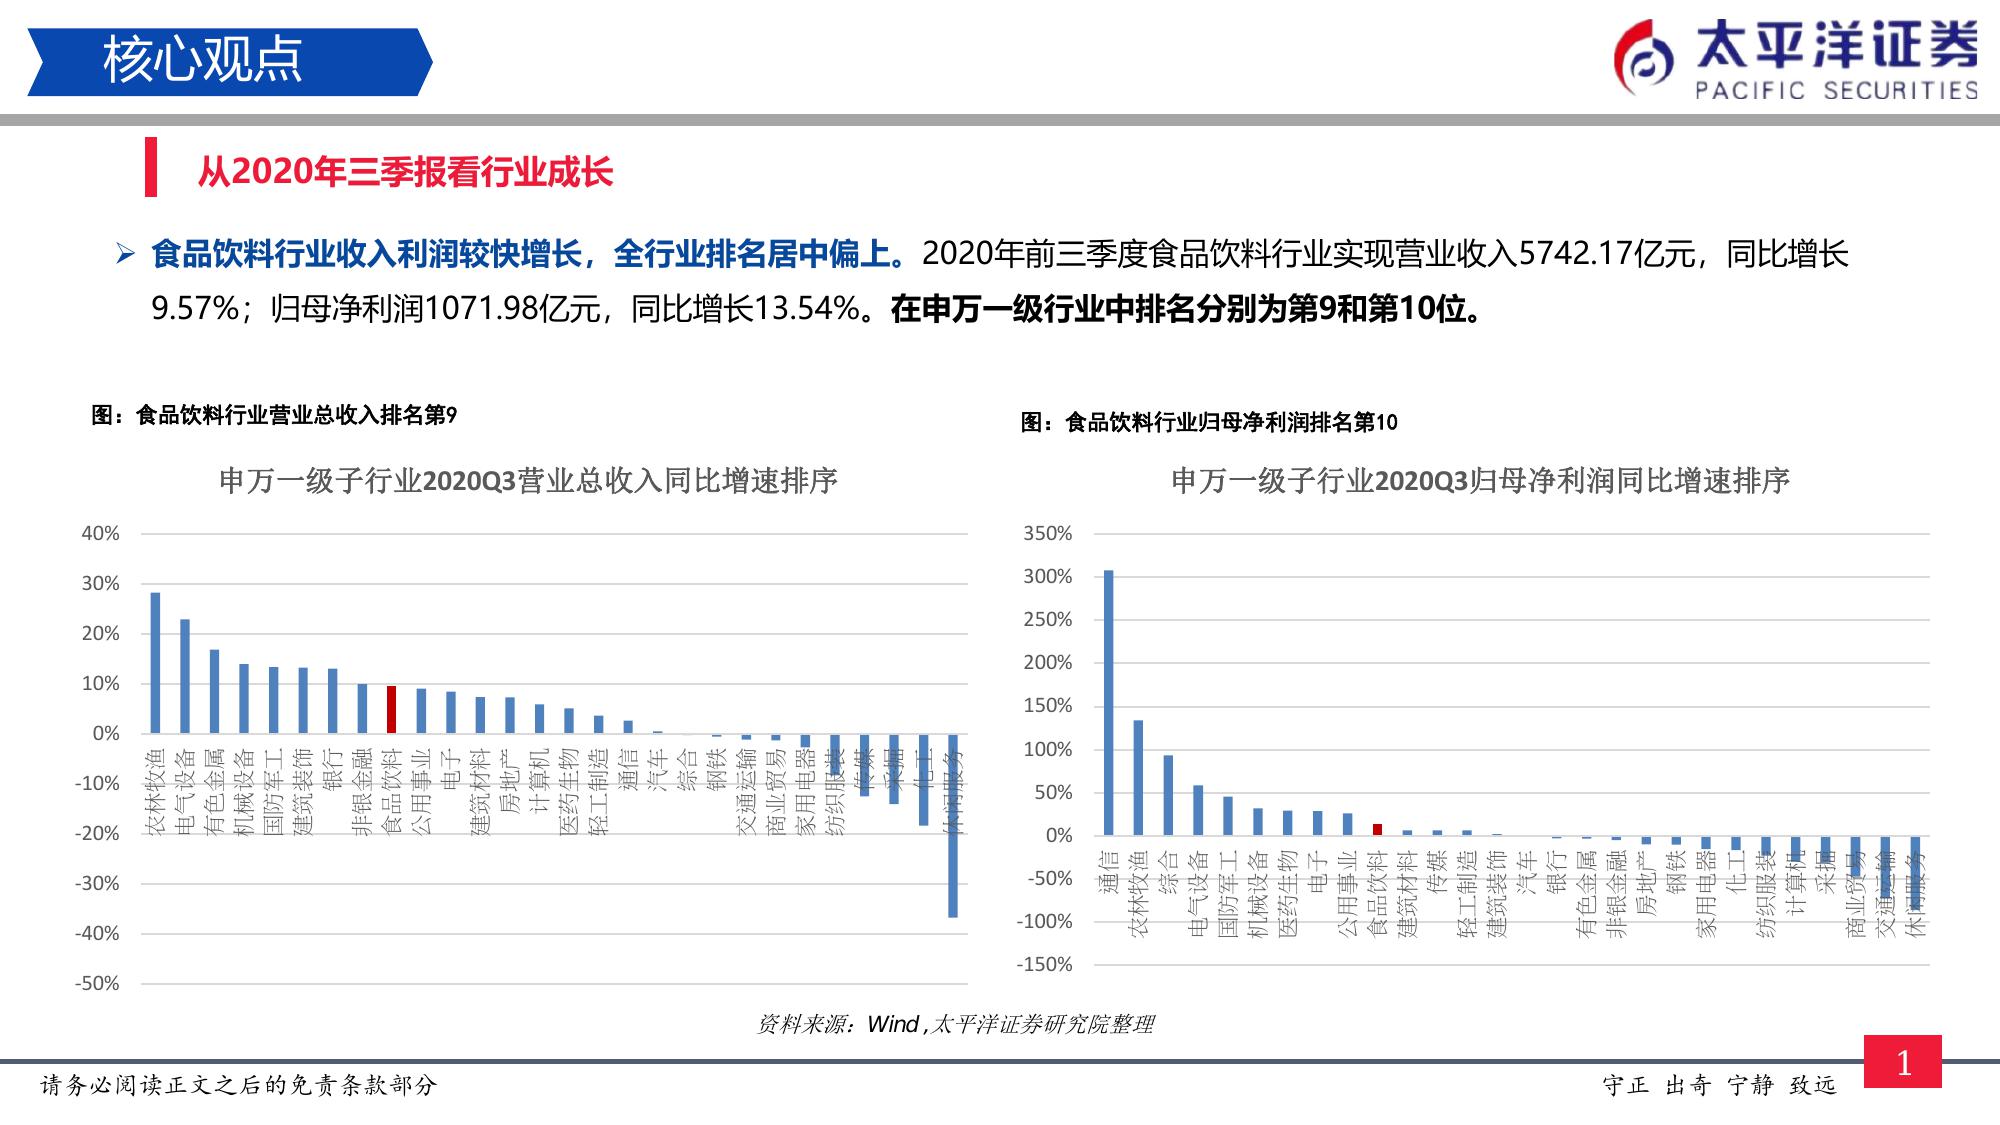 核心观点
太平洋证券
PACIFIC SECURITIES
从2020年三季报看行业成长
➢ 食品饮料行业收入利润较快增长，全行业排名居中偏上。2020年前三季度食品饮料行业实现营业收入5742.17亿元，同比增长
9.57%；归母净利润1071.98亿元，同比增长13.54%。在申万一级行业中排名分别为第9和第10位。
图：食品饮料行业营业总收入排名第9
申万一级子行业2020Q3营业总收入同比增速排序
40%
30%
20%
10%
0%
-10%
-20%
-30%
-40%
-50%
农林牧渔
电气设备
有色金属
机械设备
国防军工
建筑装饰
银行
非银金融
食品饮料
公用事业
电子
建筑材料
房地产
计算机
医药生物
轻工制造
通信
汽车
综合
钢铁
交通运输
商业贸易
家用电器
纺织服装
传媒
采掘
化工
休闲服务
图：食品饮料行业归母净利润排名第10
申万一级子行业2020Q3归母净利润同比增速排序
350%
300%
250%
200%
150%
100%
50%
0%
-50%
-100%
-150%
通信
农林牧渔
综合
电气设备
国防军工
机械设备
医药生物
电子
公用事业
食品饮料
建筑材料
传媒
轻工制造
建筑装饰
汽车
银行
有色金属
非银金融
房地产
钢铁
家用电器
化工
纺织服装
计算机
采掘
商业贸易
交通运输
休闲服务
资料来源：Wind ,太平洋证券研究院整理
请务必阅读正文之后的免责条款部分
守正 出奇 宁静 致远
1